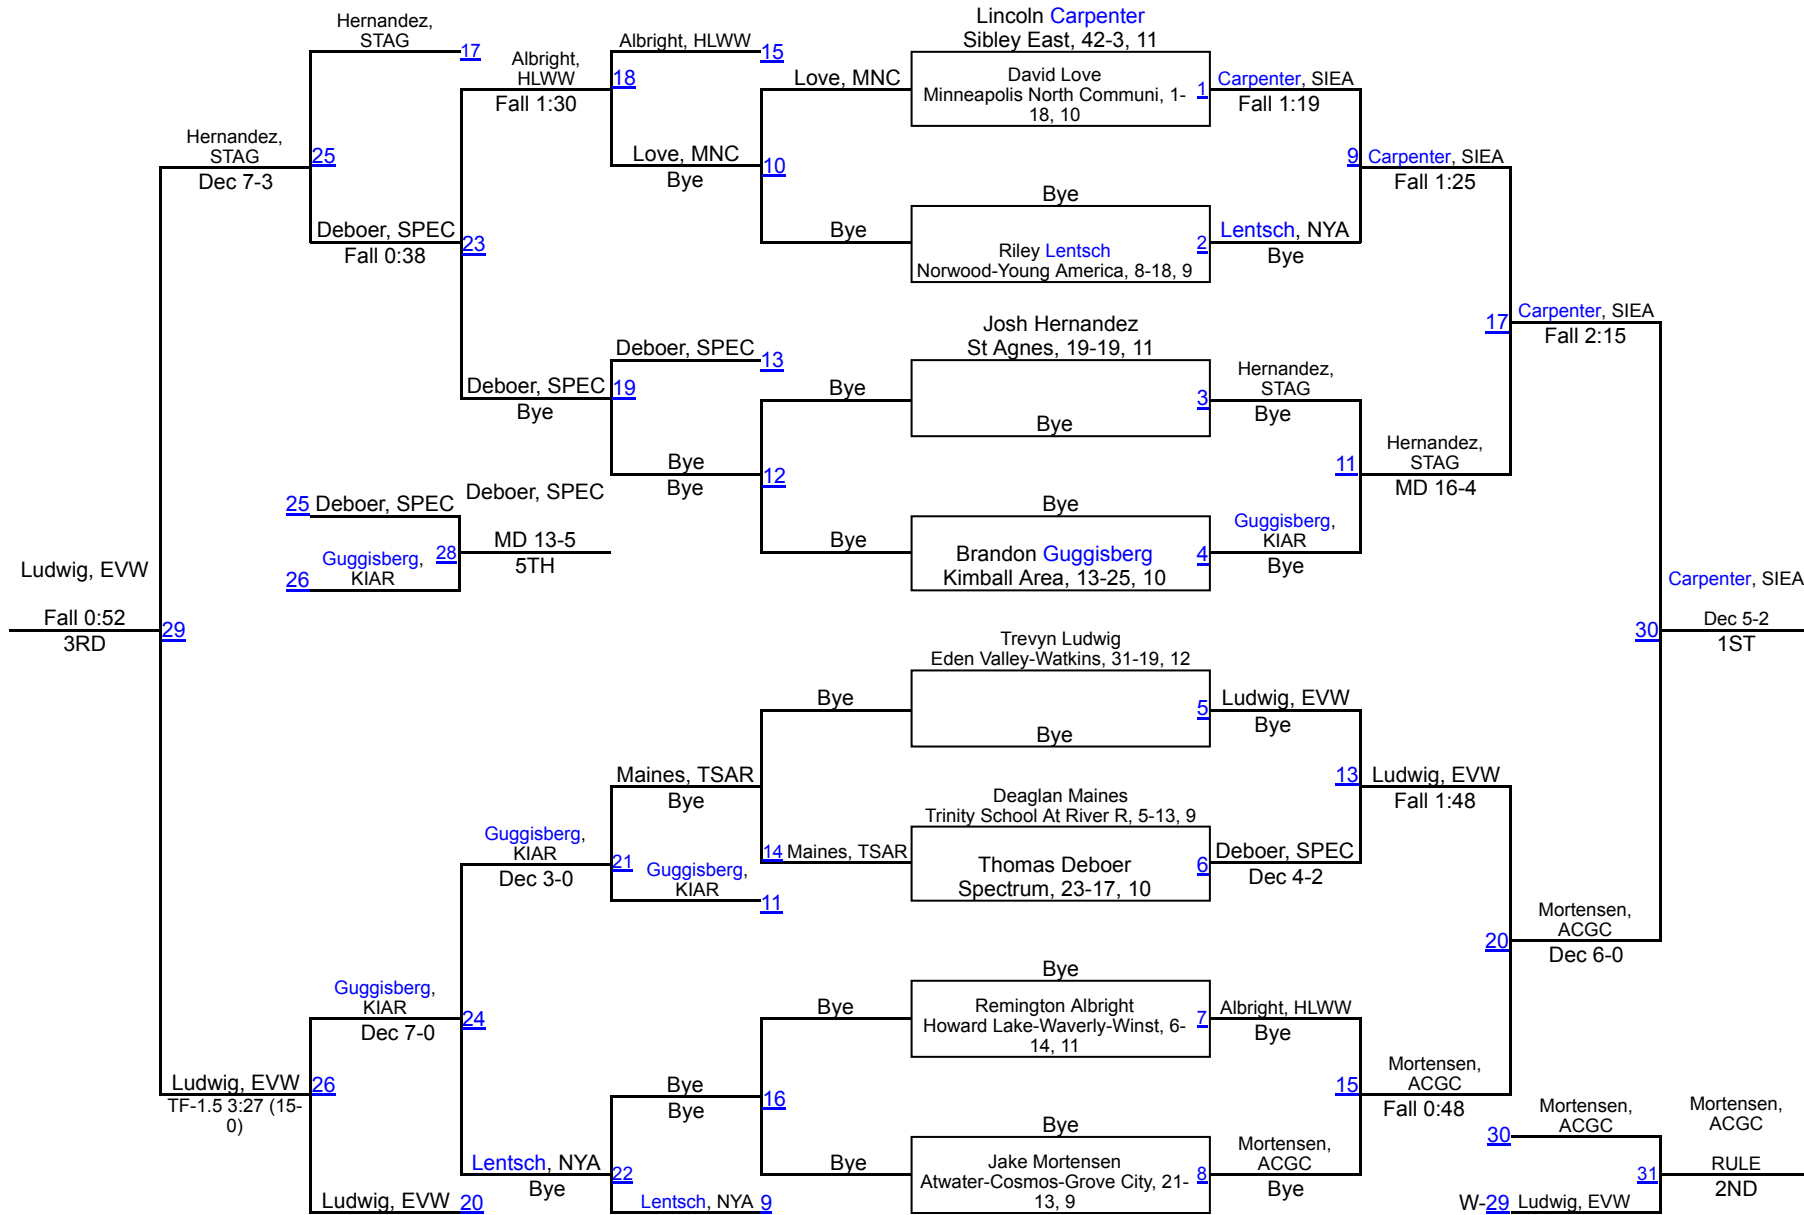 Hernandez,
STAG
17
Albright,
HLWW
Fall 1:30
18
Albright, HLWW
15
Love, MNC
Bye
10
Hernandez,
STAG
Dec 7-3
25
Deboer, SPEC
Fall 0:38
23
Deboer, SPEC
13
Deboer, SPEC
Bye
19
Bye
Bye
12
25
Deboer, SPEC
Guggisberg,
KIAR
26
28
Deboer, SPEC
MD 13-5
5TH
Ludwig, EVW
Fall 0:52
3RD
29
Love, MNC
Bye
Bye
Bye
Lincoln Carpenter
Sibley East, 42-3, 11
David Love
Minneapolis North Communi, 1-
18, 10
1
Bye
Riley Lentsch
Norwood-Young America, 8-18, 9
2
Josh Hernandez
St Agnes, 19-19, 11
Bye
3
Bye
Brandon Guggisberg
Kimball Area, 13-25, 10
4
Carpenter, SIEA
Fall 1:19
Lentsch, NYA
Bye
9
Carpenter, SIEA
Fall 1:25
Hernandez,
STAG
Bye
Guggisberg,
KIAR
Bye
11
Hernandez,
STAG
MD 16-4
17
Carpenter, SIEA
Fall 2:15
30
Carpenter, SIEA
Dec 5-2
1ST
Maines, TSAR
Bye
Guggisberg,
KIAR
Dec 3-0
21
Guggisberg,
KIAR
11
Guggisberg,
KIAR
Dec 7-0
24
Ludwig, EVW
TF-1.5 3:27 (15-
0)
26
Lentsch, NYA
Bye
22
Bye
Bye
16
Lentsch, NYA
9
Ludwig, EVW
20
Bye
14
Maines, TSAR
Bye
Bye
Trevyn Ludwig
Eden Valley-Watkins, 31-19, 12
Bye
5
Deaglan Maines
Trinity School At River R, 5-13, 9
Thomas Deboer
Spectrum, 23-17, 10
6
Bye
Remington Albright
Howard Lake-Waverly-Winst, 6-
14, 11
7
Bye
Jake Mortensen
Atwater-Cosmos-Grove City, 21-
13, 9
8
Ludwig, EVW
Bye
Deboer, SPEC
Dec 4-2
13
Ludwig, EVW
Fall 1:48
Albright, HLWW
Bye
Mortensen,
ACGC
Bye
15
Mortensen,
ACGC
Fall 0:48
20
Mortensen,
ACGC
Dec 6-0
Mortensen,
ACGC
30
W-29
Ludwig, EVW
31
Mortensen,
ACGC
RULE
2ND